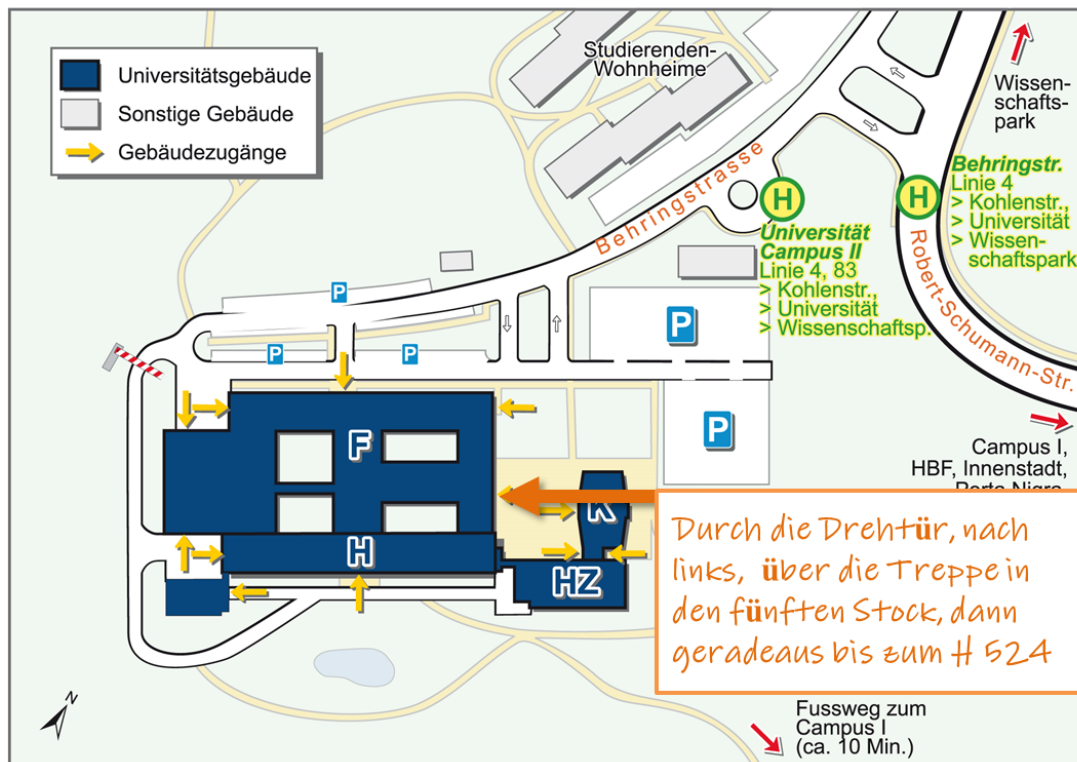 Universitätsgebäude
Sonstige Gebäude
Gebäudezugänge
Studierenden-
Wohnheime
Wissen-
schafts-
park
Behringstrasse
H
Universität
Campus II
Linie 4, 83
> Kohlenstr.,
> Universität
> Wissenschaftsp.
H
Behringstr.
Linie 4
> Kohlenstr.,
> Universität
> Wissen-
schaftspark
Robert-Schumann-Str.
P
P
P
P
P
Campus I,
HBF, Innenstadt,
Porta Nigra
F
H
K
HZ
Durch die Drehtür, nach
links, über die Treppe in
den fünften Stock, dann
geradeaus bis zum H 524
N
Fussweg zum
Campus I
(ca. 10 Min.)